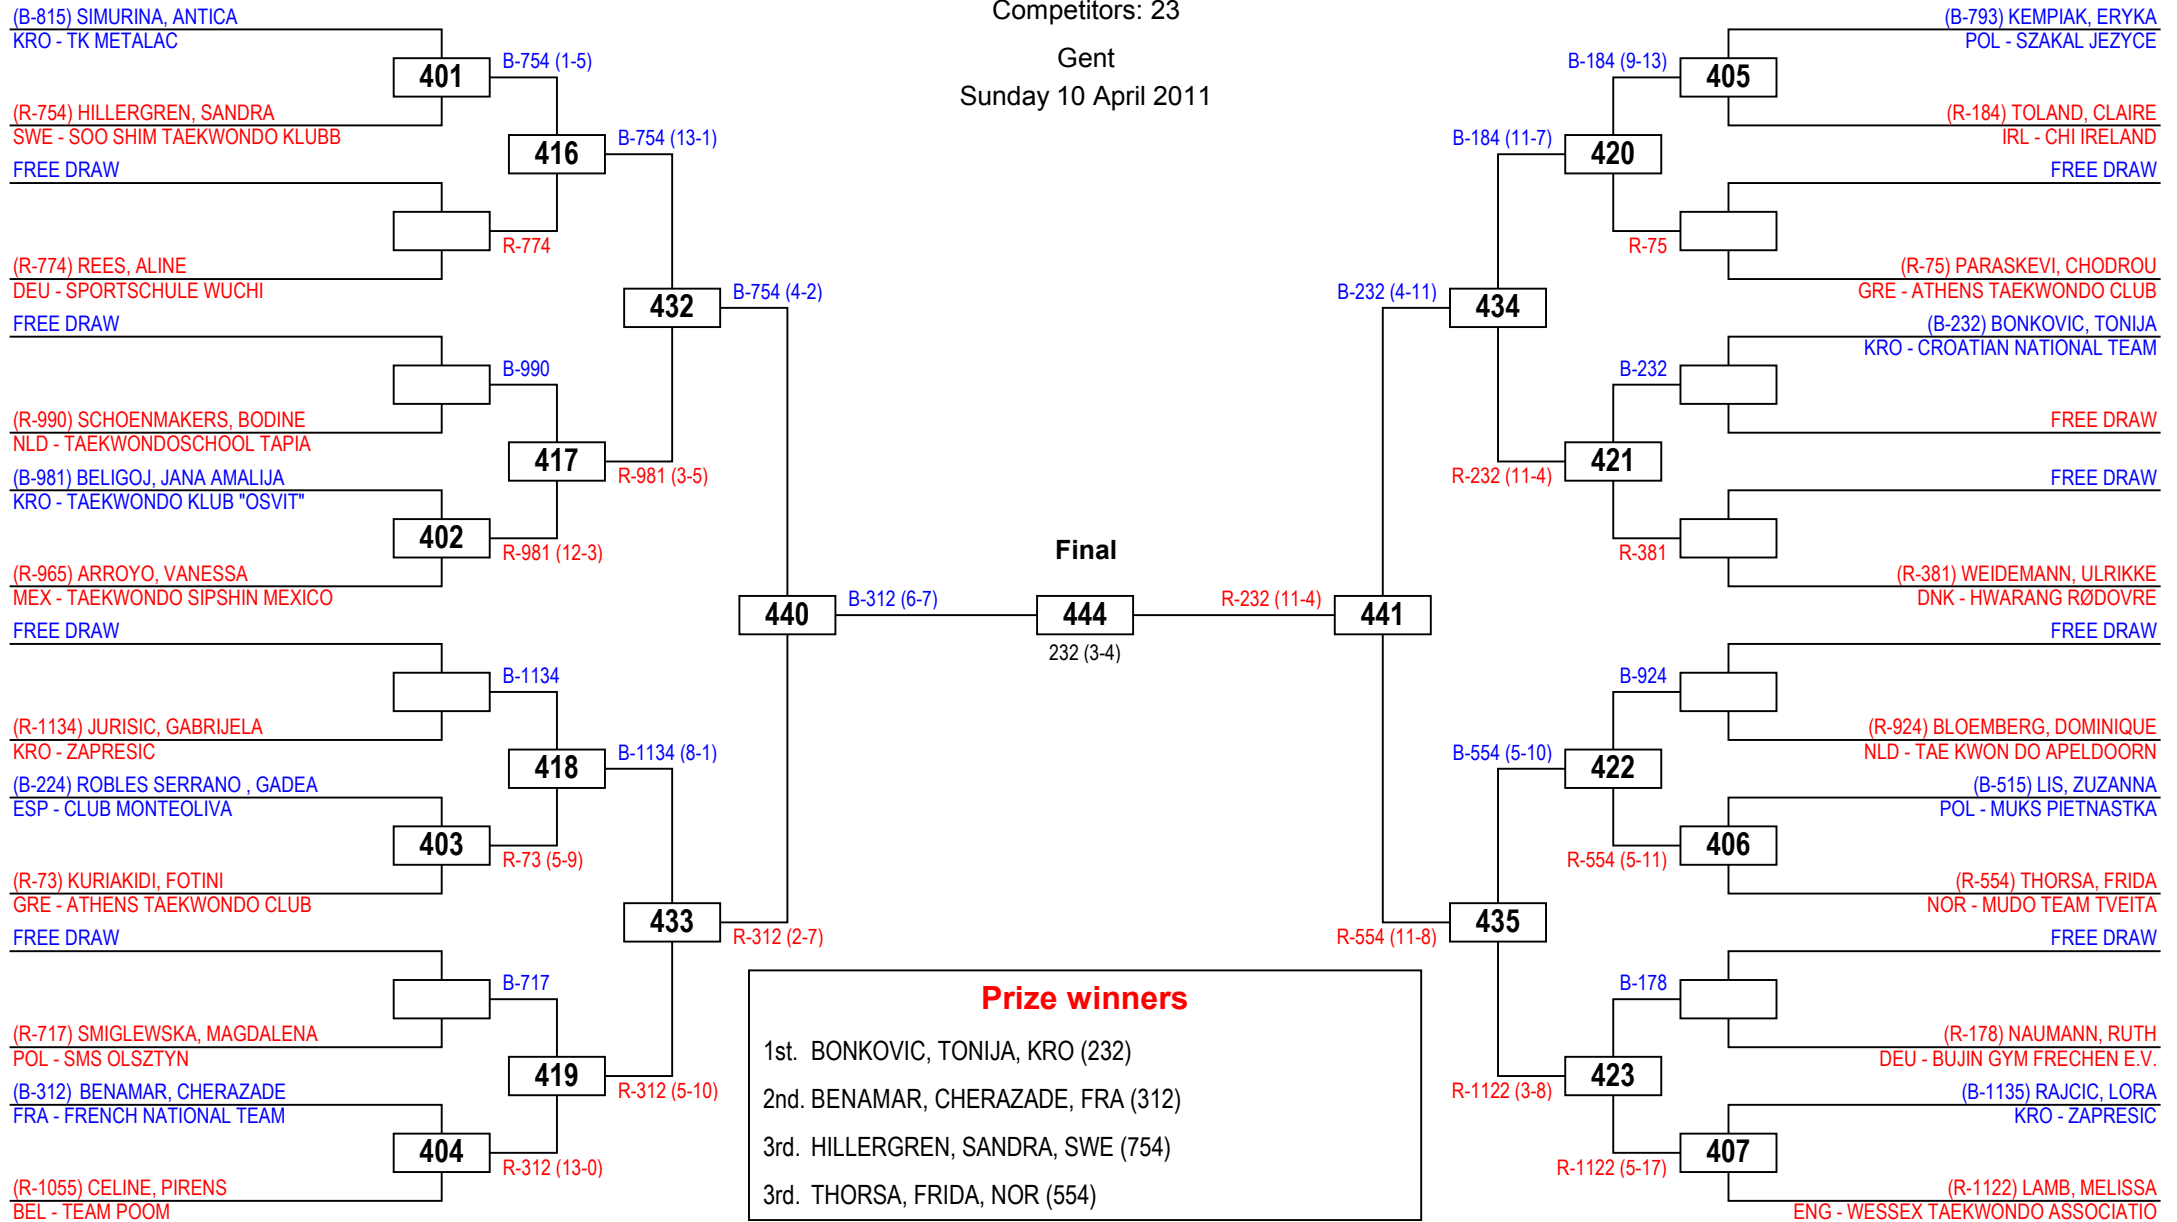 Competitors: 23
Gent
Sunday 10 April 2011
(B-815) SIMURINA, ANTICA
KRO - TK METALAC
401
B-754 (1-5)
(R-754) HILLERGREN, SANDRA
SWE - SOO SHIM TAEKWONDO KLUBB
416
B-754 (13-1)
FREE DRAW
R-774
(R-774) REES, ALINE
DEU - SPORTSCHULE WUCHI
432
B-754 (4-2)
FREE DRAW
B-990
(R-990) SCHOENMAKERS, BODINE
NLD - TAEKWONDOSCHOOL TAPIA
417
R-981 (3-5)
(B-981) BELIGOJ, JANA AMALIJA
KRO - TAEKWONDO KLUB "OSVIT"
402
R-981 (12-3)
(R-965) ARROYO, VANESSA
MEX - TAEKWONDO SIPSHIN MEXICO
440
B-312 (6-7)
FREE DRAW
B-1134
(R-1134) JURISIC, GABRIJELA
KRO - ZAPRESIC
418
B-1134 (8-1)
(B-224) ROBLES SERRANO , GADEA
ESP - CLUB MONTEOLIVA
403
R-73 (5-9)
(R-73) KURIAKIDI, FOTINI
GRE - ATHENS TAEKWONDO CLUB
433
R-312 (2-7)
FREE DRAW
B-717
(R-717) SMIGLEWSKA, MAGDALENA
POL - SMS OLSZTYN
419
R-312 (5-10)
(B-312) BENAMAR, CHERAZADE
FRA - FRENCH NATIONAL TEAM
404
R-312 (13-0)
(R-1055) CELINE, PIRENS
BEL - TEAM POOM
Final
444
232 (3-4)
(B-793) KEMPIAK, ERYKA
POL - SZAKAL JEZYCE
B-184 (9-13)
405
(R-184) TOLAND, CLAIRE
IRL - CHI IRELAND
B-184 (11-7)
420
FREE DRAW
R-75
(R-75) PARASKEVI, CHODROU
GRE - ATHENS TAEKWONDO CLUB
B-232 (4-11)
434
(B-232) BONKOVIC, TONIJA
KRO - CROATIAN NATIONAL TEAM
B-232
FREE DRAW
R-232 (11-4)
421
FREE DRAW
R-381
(R-381) WEIDEMANN, ULRIKKE
DNK - HWARANG RØDOVRE
R-232 (11-4)
441
FREE DRAW
B-924
(R-924) BLOEMBERG, DOMINIQUE
NLD - TAE KWON DO APELDOORN
B-554 (5-10)
422
(B-515) LIS, ZUZANNA
POL - MUKS PIETNASTKA
R-554 (5-11)
406
(R-554) THORSA, FRIDA
NOR - MUDO TEAM TVEITA
R-554 (11-8)
435
FREE DRAW
B-178
(R-178) NAUMANN, RUTH
DEU - BUJIN GYM FRECHEN E.V.
R-1122 (3-8)
423
(B-1135) RAJCIC, LORA
KRO - ZAPRESIC
R-1122 (5-17)
407
(R-1122) LAMB, MELISSA
ENG - WESSEX TAEKWONDO ASSOCIATIO
Prize winners
1st. BONKOVIC, TONIJA, KRO (232)
2nd. BENAMAR, CHERAZADE, FRA (312)
3rd. HILLERGREN, SANDRA, SWE (754)
3rd. THORSA, FRIDA, NOR (554)